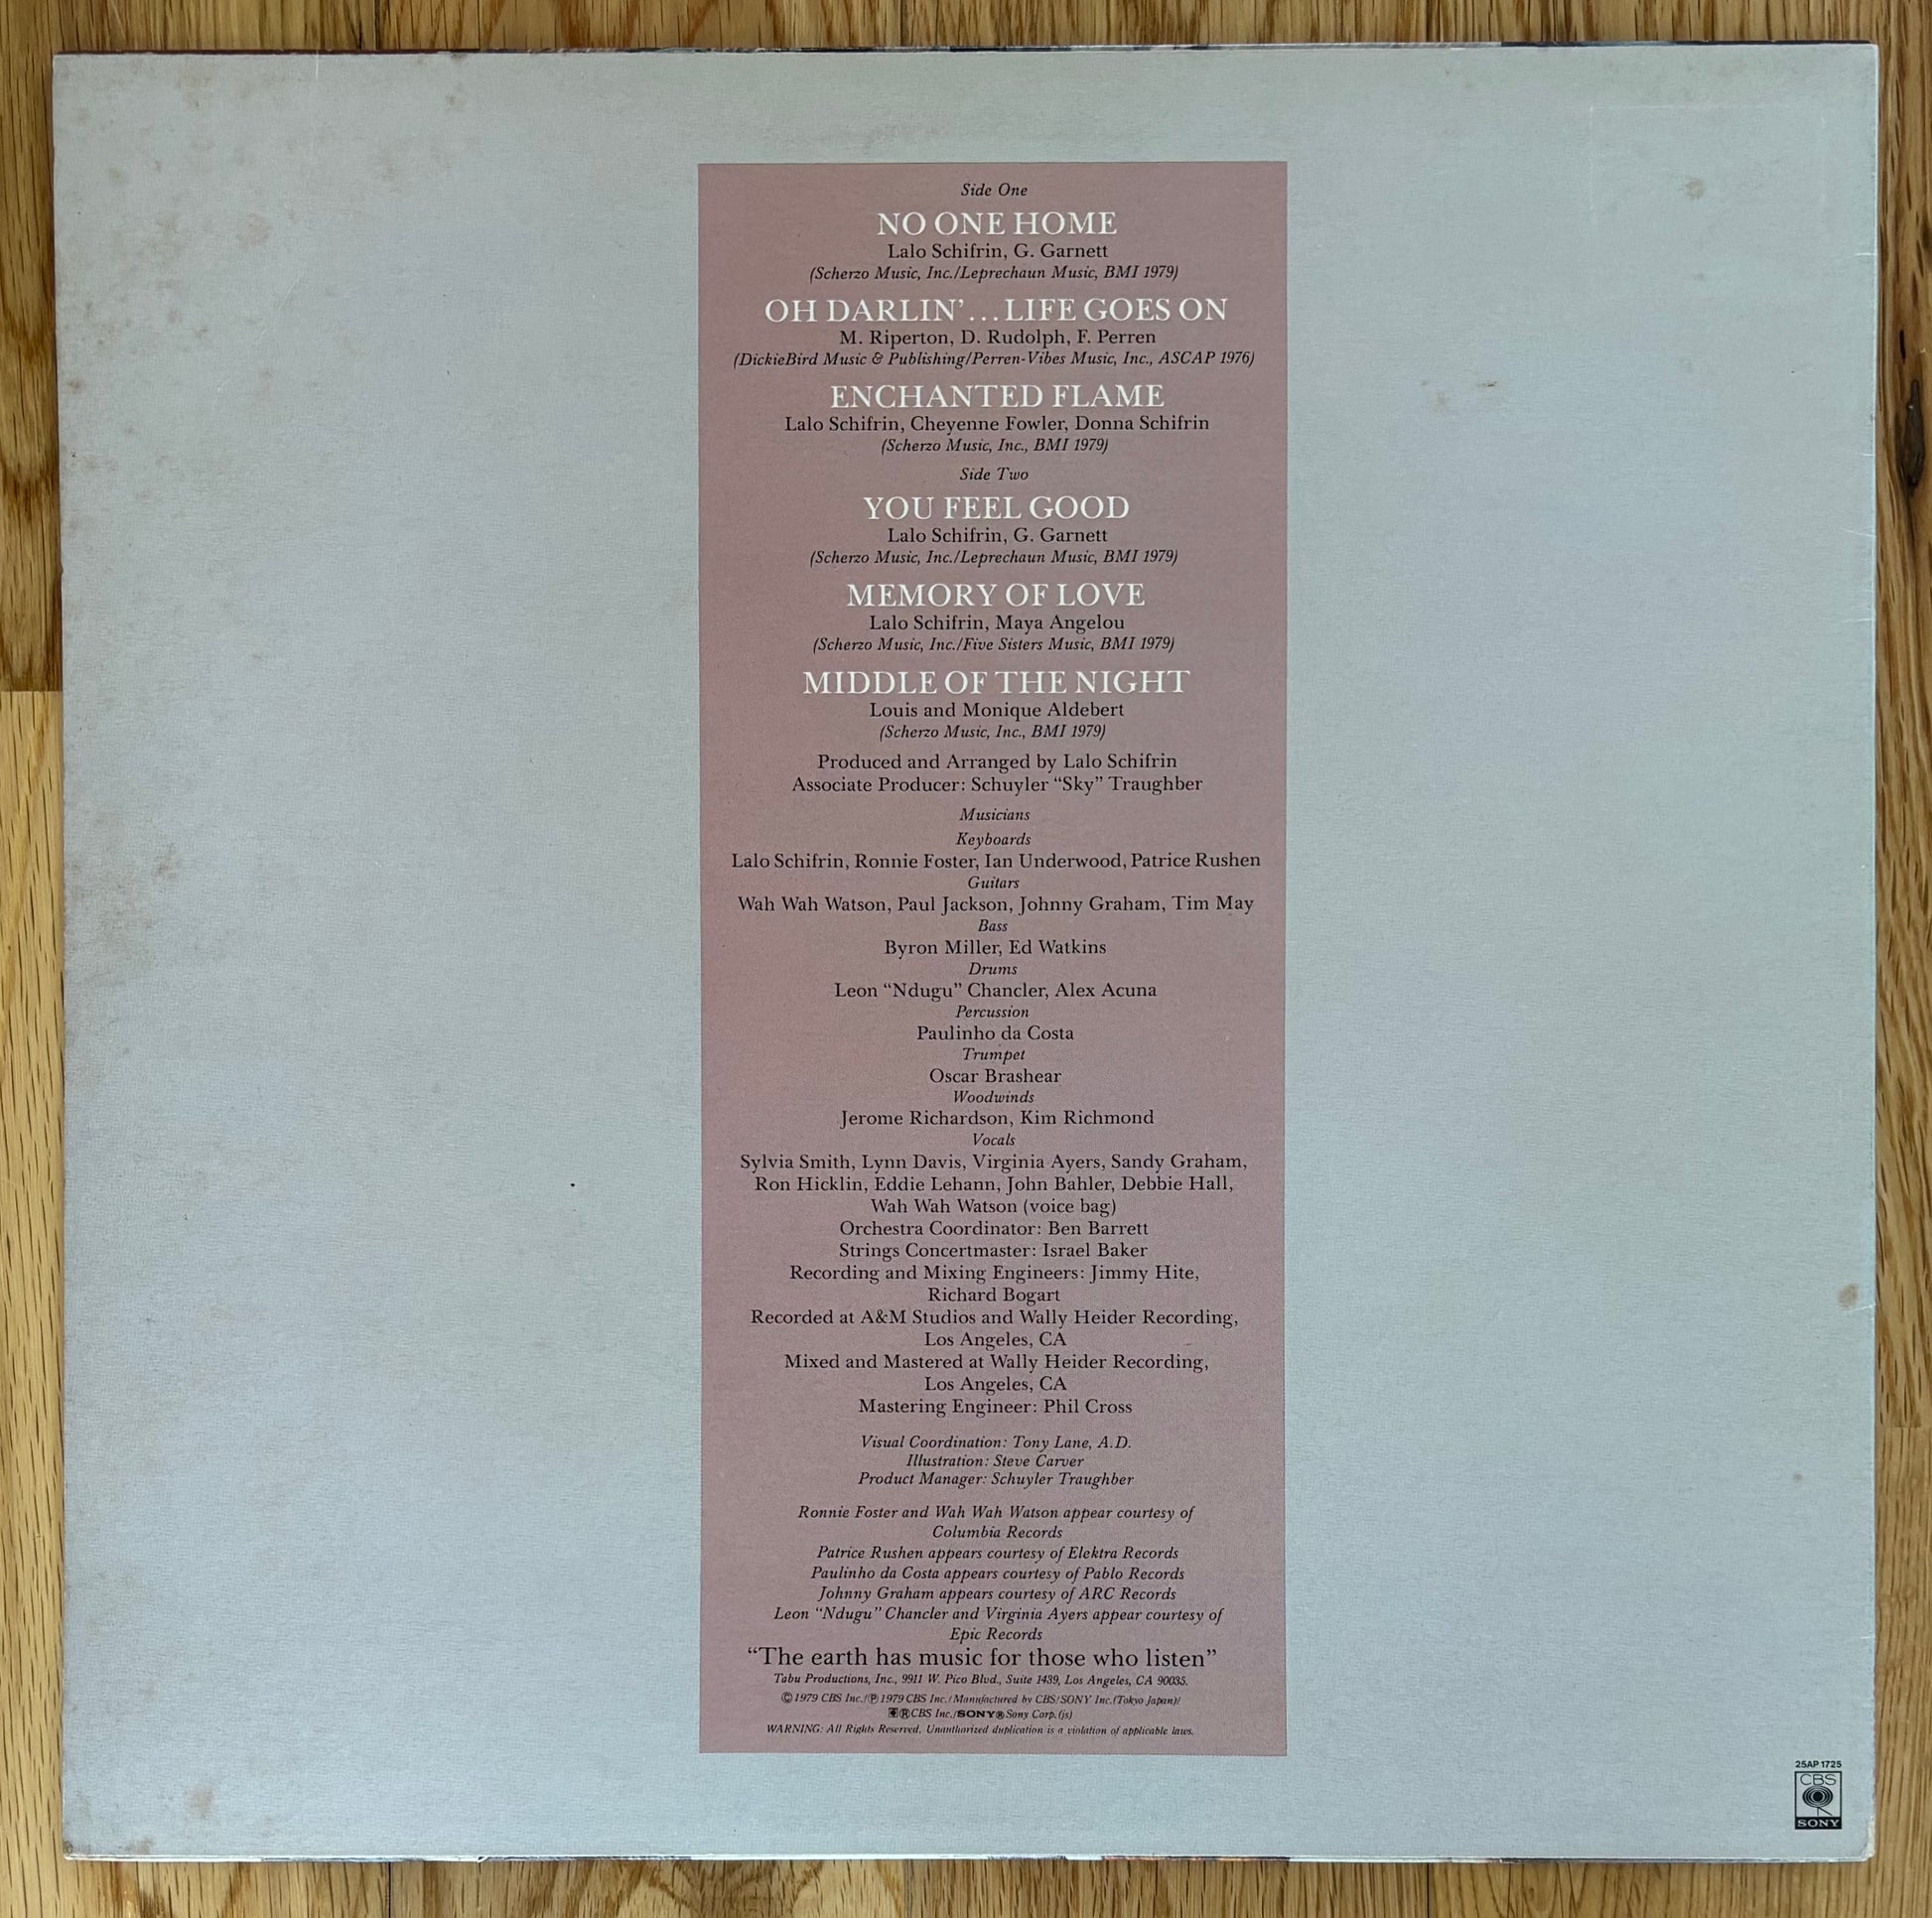 Side One
NO ONE HOME
Lalo Schifrin, G. Garnett
(Scherzo Music, Inc./Leprechaun Music, BMI 1979)
OH DARLIN'...LIFE GOES ON
M. Riperton, D. Rudolph, F. Perren
(DickieBird Music & Publishing/Perren-Vibes Music, Inc., ASCAP 1976)
ENCHANTED FLAME
Lalo Schifrin, Cheyenne Fowler, Donna Schifrin
(Scherzo Music, Inc., BMI 1979)
Side Two
YOU FEEL GOOD
Lalo Schifrin, G. Garnett
(Scherzo Music, Inc./Leprechaun Music, BMI 1979)
MEMORY OF LOVE
Lalo Schifrin, Maya Angelou
(Scherzo Music, Inc./Five Sisters Music, BMI 1979)
MIDDLE OF THE NIGHT
Louis and Monique Aldebert
(Scherzo Music, Inc., BMI 1979)
Produced and Arranged by Lalo Schifrin
Associate Producer: Schuyler “Sky” Traughber
Musicians
Keyboards
Lalo Schifrin, Ronnie Foster, Ian Underwood, Patrice Rushen
Guitars
Wah Wah Watson, Paul Jackson, Johnny Graham, Tim May
Bass
Byron Miller, Ed Watkins
Drums
Leon “Ndugu” Chancler, Alex Acuna
Percussion
Paulinho da Costa
Trumpet
Oscar Brashear
Woodwinds
Jerome Richardson, Kim Richmond
Vocals
Sylvia Smith, Lynn Davis, Virginia Ayers, Sandy Graham,
Ron Hicklin, Eddie Lehann, John Bahler, Debbie Hall,
Wah Wah Watson (voice bag)
Orchestra Coordinator: Ben Barrett
Strings Concertmaster: Israel Baker
Recording and Mixing Engineers: Jimmy Hite,
Richard Bogart
Recorded at A&M Studios and Wally Heider Recording,
Los Angeles, CA
Mixed and Mastered at Wally Heider Recording,
Los Angeles, CA
Mastering Engineer: Phil Cross
Visual Coordination: Tony Lane, A.D.
Illustration: Steve Carver
Product Manager: Schuyler Traughber
Ronnie Foster and Wah Wah Watson appear courtesy of
Columbia Records
Patrice Rushen appears courtesy of Elektra Records
Paulinho da Costa appears courtesy of Pablo Records
Johnny Graham appears courtesy of ARC Records
Leon “Ndugu” Chancler and Virginia Ayers appear courtesy of
Epic Records
“The earth has music for those who listen”
Tabu Productions, Inc., 9911 W. Pico Blvd., Suite 1439, Los Angeles, CA 90035.
© 1979 CBS Inc./℗ 1979 CBS Inc./Manufactured by CBS/SONY Inc.(Tokyo Japan)/
®CBS Inc./SONY®Sony Corp.(js)
WARNING: All Rights Reserved. Unauthorized duplication is a violation of applicable laws.
25AP 1725
CBS
SONY